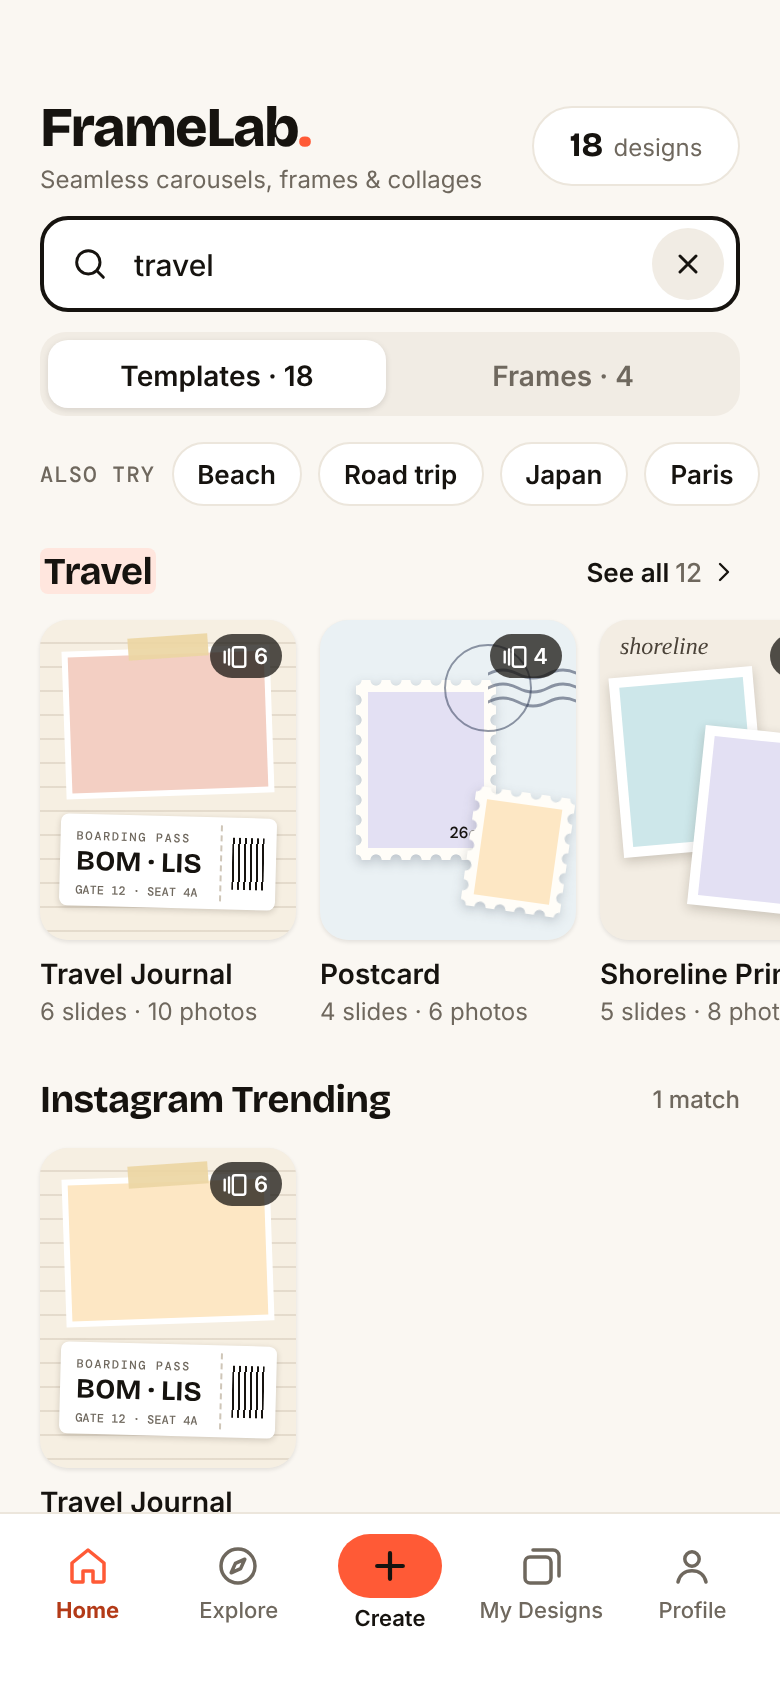 FrameLab.
Seamless carousels, frames & collages
18 designs
travel
Templates · 18
Frames · 4
ALSO TRY
Beach
Road trip
Japan
Paris
Travel
See all 12
6
BOARDING PASS
BOM · LIS
GATE 12 · SEAT 4A
Travel Journal
6 slides · 10 photos
4
26
Postcard
4 slides · 6 photos
shoreline
Shoreline Prin
5 slides · 8 phot
Instagram Trending
1 match
6
BOARDING PASS
BOM · LIS
GATE 12 · SEAT 4A
Travel Journal
Home
Explore
Create
My Designs
Profile